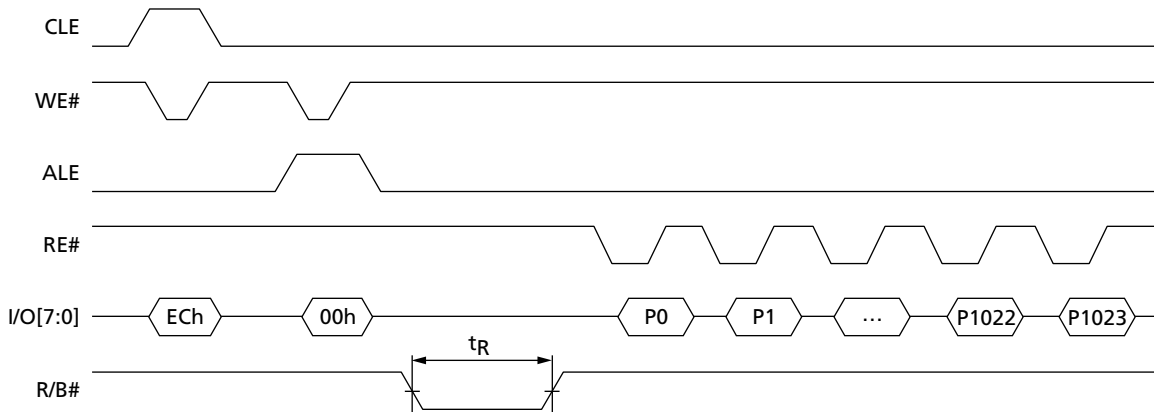 CLE
WE#
ALE
RE#
I/O[7:0] ECh 00h P0 P1 … P1022 P1023
tR
R/B#